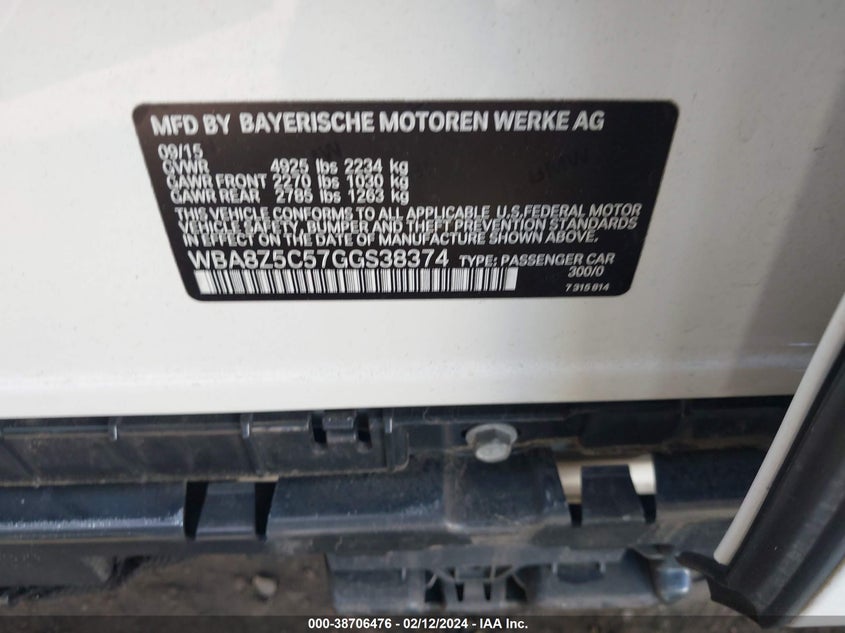 MFD BY BAYERISCHE MOTOREN WERKE AG
09/15
GVWR 4925 lbs 2234 kg
GAWR FRONT 2270 lbs 1030 kg
GAWR REAR 2785 lbs 1263 kg
THIS VEHICLE CONFORMS TO ALL APPLICABLE U.S.FEDERAL MOTOR
VEHICLE SAFETY, BUMPER AND THEFT PREVENTION STANDARDS
IN EFFECT ON THE DATE OF MANUFACTURE SHOWN ABOVE.
WBA8Z5C57GGS38374 TYPE: PASSENGER CAR
300/0
7 315 814
000-38706476 - 02/12/2024 - IAA Inc.